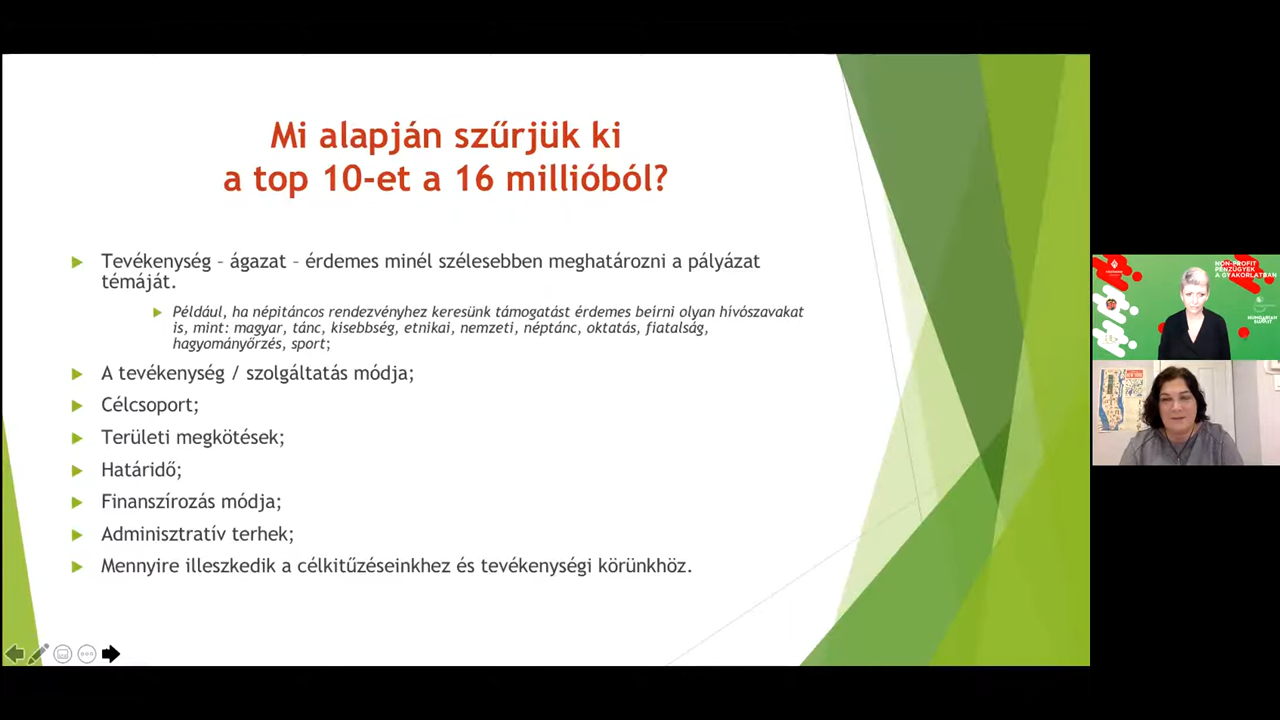 Mi alapján szűrjük ki
a top 10-et a 16 millióból?
Tevékenység – ágazat – érdemes minél szélesebben meghatározni a pályázat
témáját.
Például, ha népitáncos rendezvényhez keresünk támogatást érdemes beírni olyan hívószavakat
is, mint: magyar, tánc, kisebbség, etnikai, nemzeti, néptánc, oktatás, fiatalság,
hagyományőrzés, sport;
A tevékenység / szolgáltatás módja;
Célcsoport;
Területi megkötések;
Határidő;
Finanszírozás módja;
Adminisztratív terhek;
Mennyire illeszkedik a célkitűzéseinkhez és tevékenységi körünkhöz.
NON-PROFIT
PÉNZÜGYEK
A GYAKORLATBAN
HUNGARIAN
SUMMIT